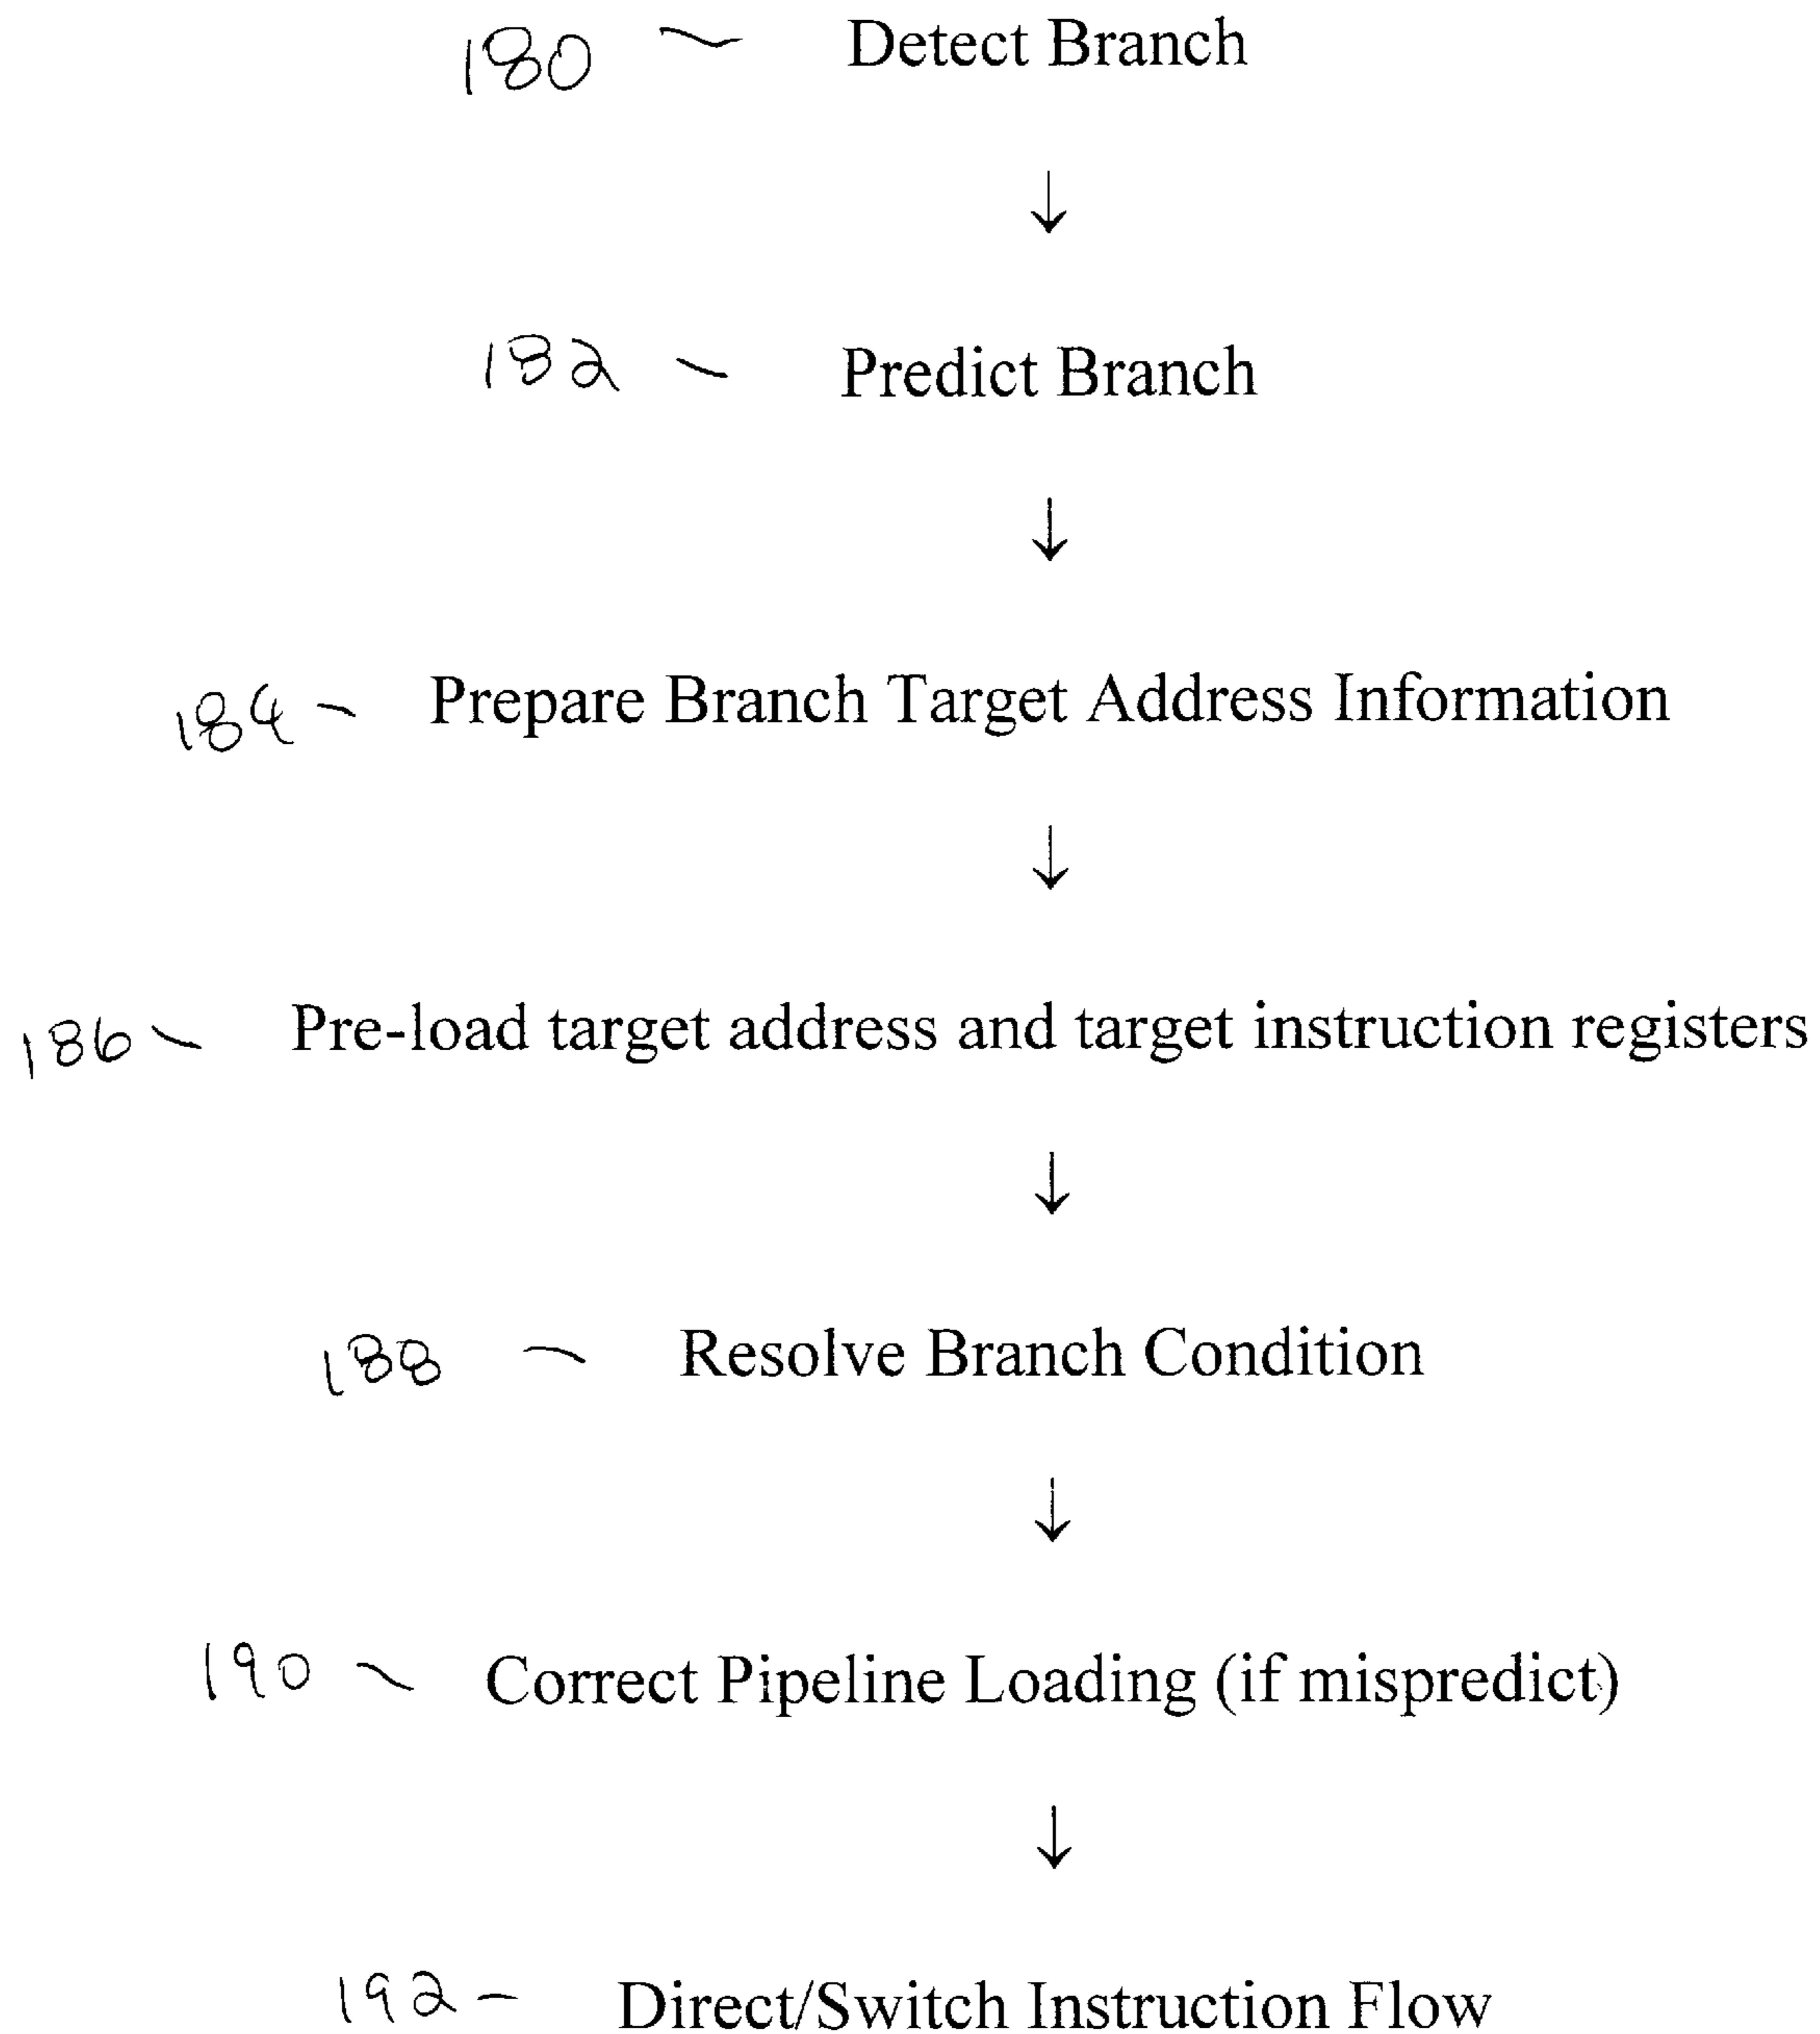 180 ~ Detect Branch
↓
182 ~ Predict Branch
↓
184 ~ Prepare Branch Target Address Information
↓
186 ~ Pre-load target address and target instruction registers
↓
188 ~ Resolve Branch Condition
↓
190 ~ Correct Pipeline Loading (if mispredict)
↓
192 - Direct/Switch Instruction Flow